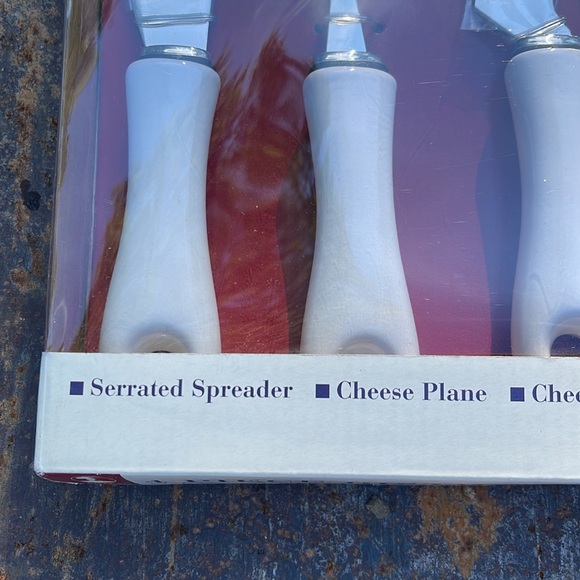 ■ Serrated Spreader ■ Cheese Plane ■